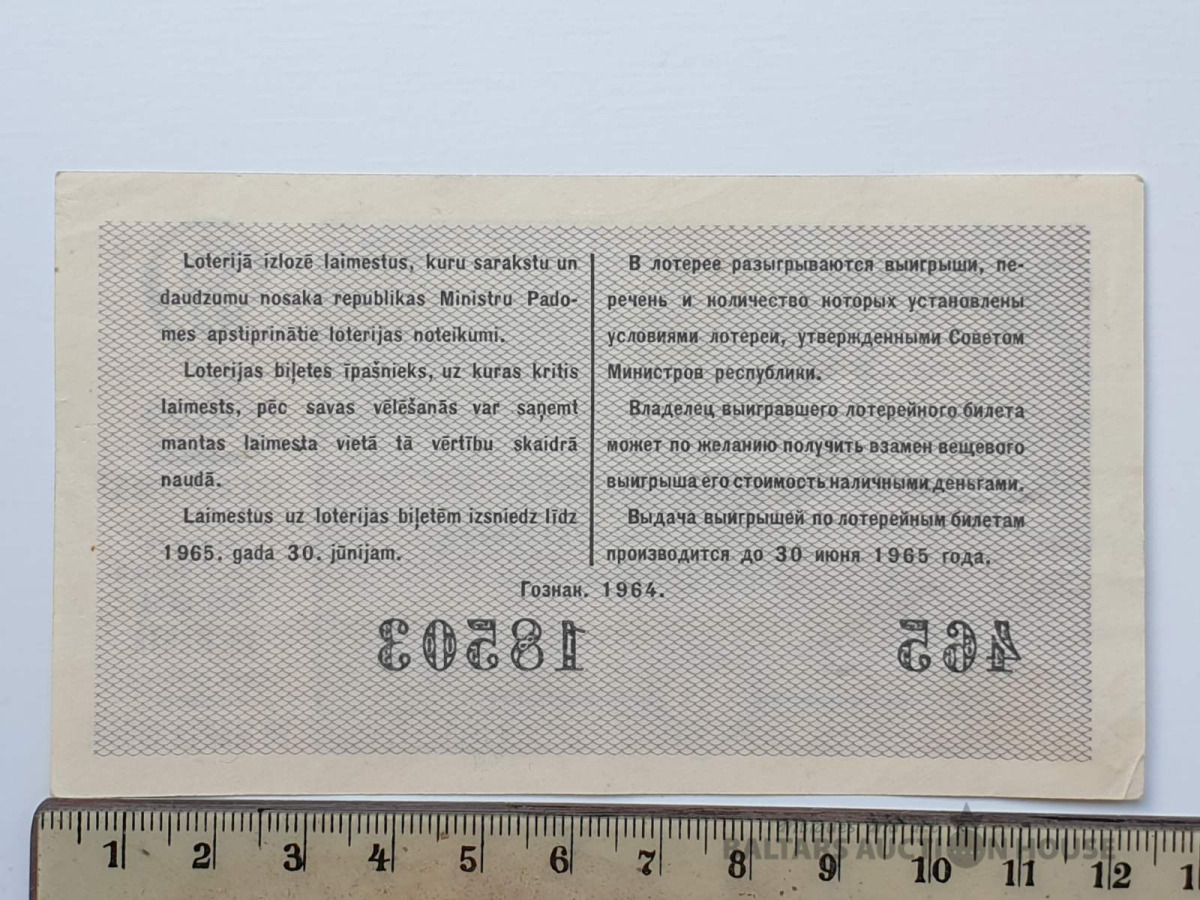 Loterijā izlozē laimestus, kuru sarakstu un
daudzumu nosaka republikas Ministru Pado-
mes apstiprinātie loterijas noteikumi.
Loterijas biļetes īpašnieks, uz kuras kritis
laimests, pēc savas vēlēšanās var saņemt
mantas laimesta vietā tā vērtību skaidrā
naudā.
Laimestus uz loterijas biļetēm izsniedz līdz
1965. gada 30. jūnijam.
В лотерее разыгрываются выигрыши, пе-
речень и количество которых установлены
условиями лотереи, утвержденными Советом
Министров республики.
Владелец выигравшего лотерейного билета
может по желанию получить взамен вещевого
выигрыша его стоимость наличными деньгами.
Выдача выигрышей по лотерейным билетам
производится до 30 июня 1965 года.
Гознак. 1964.
18503 465
1 2 3 4 5 6 7 8 9 10 11 12 1
BALTARS AUCTION HOUSE